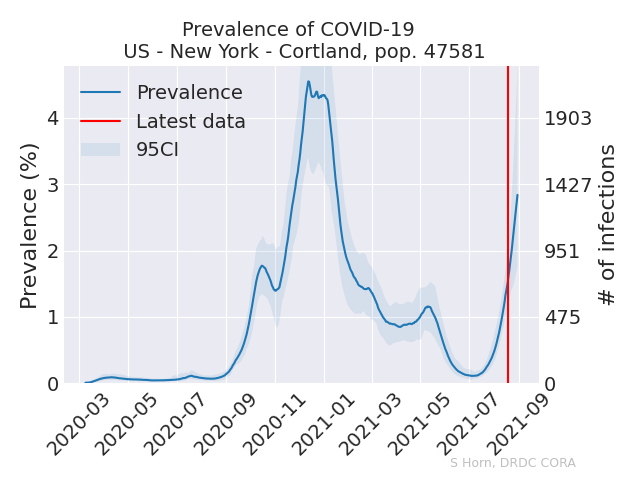 Prevalence of COVID-19
US - New York - Cortland, pop. 47581
Prevalence
Latest data
95CI
Prevalence (%)
4
3
2
1
0
1903
1427
951
475
0
# of infections
2020-03
2020-05
2020-07
2020-09
2020-11
2021-01
2021-03
2021-05
2021-07
2021-09
S Horn, DRDC CORA